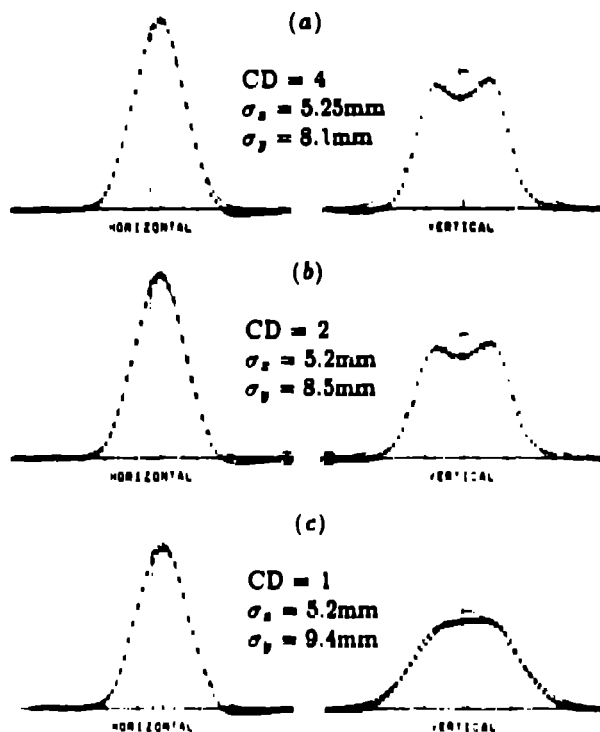 (a)
CD = 4
σx = 5.25mm
σy = 8.1mm
HORIZONTAL
VERTICAL
(b)
CD = 2
σx = 5.2mm
σy = 8.5mm
HORIZONTAL
VERTICAL
(c)
CD = 1
σx = 5.2mm
σy = 9.4mm
HORIZONTAL
VERTICAL